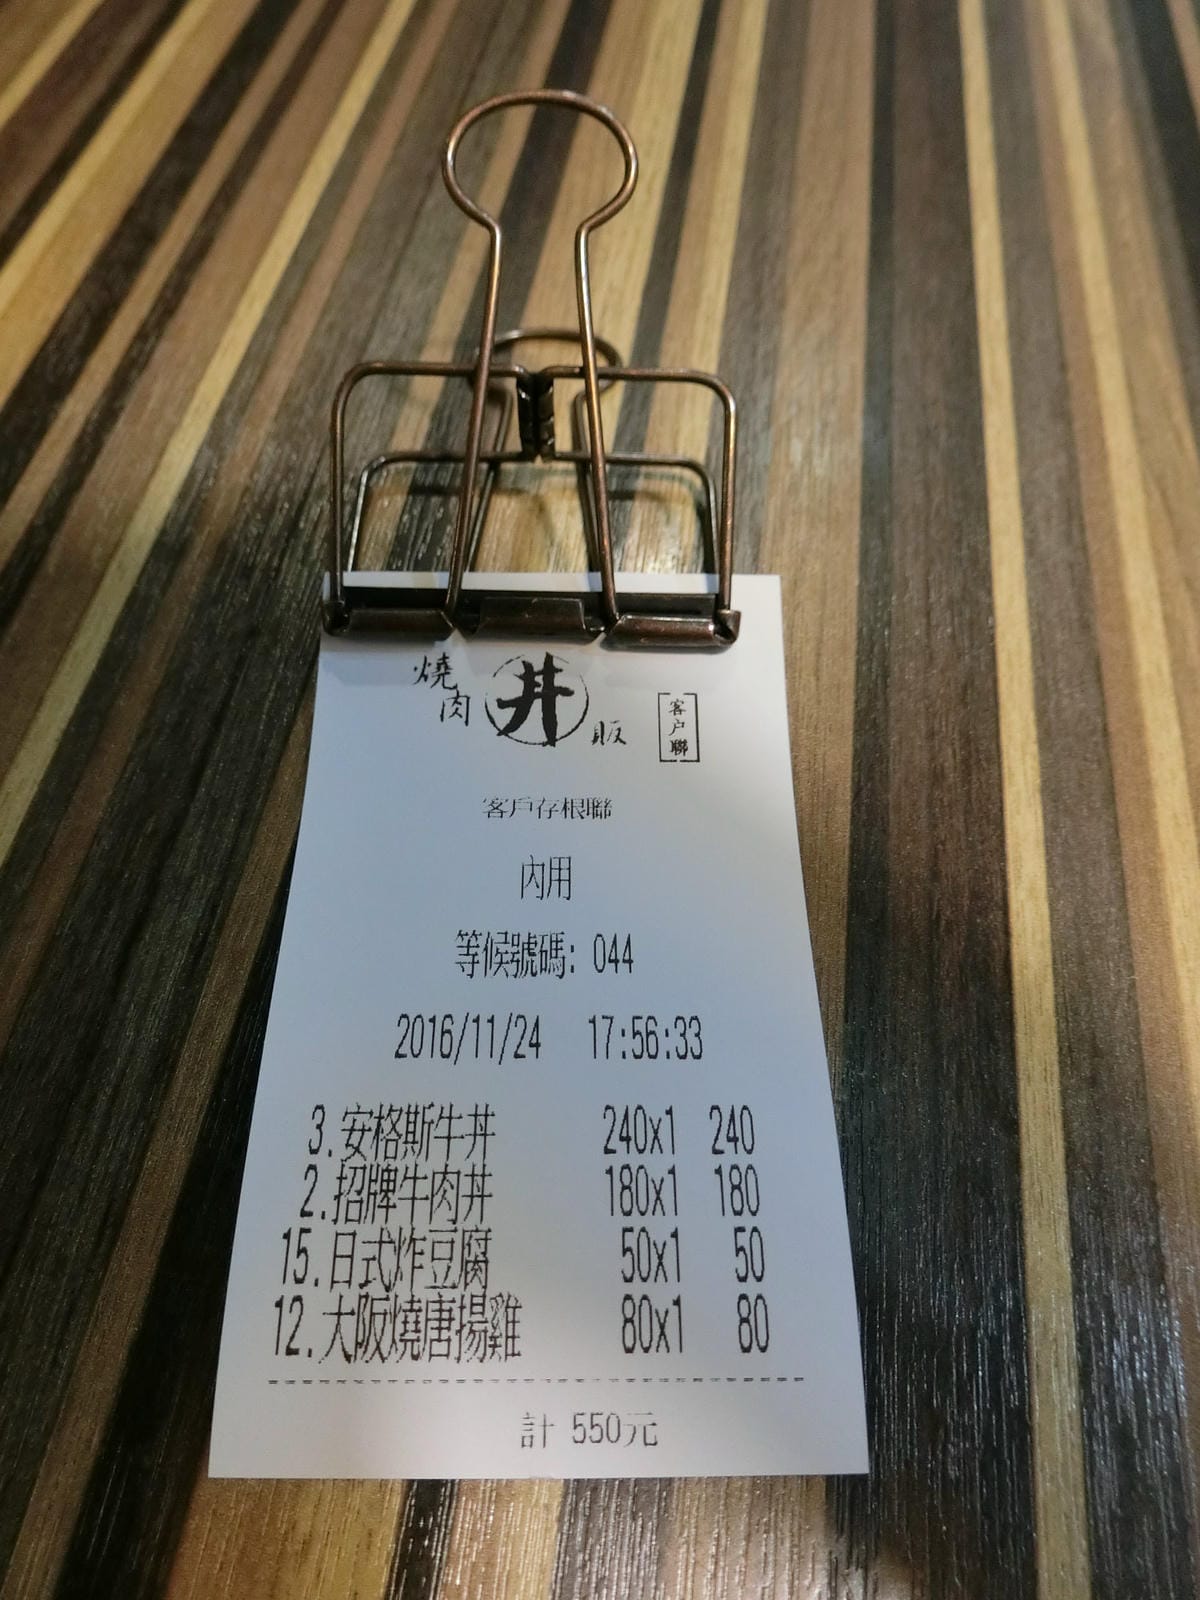 燒肉丼販
客戶聯
客戶存根聯
內用
等候號碼: 044
2016/11/24 17:56:33
3.安格斯牛丼 240x1 240
2.招牌牛肉丼 180x1 180
15.日式炸豆腐 50x1 50
12.大阪燒唐揚雞 80x1 80
計 550元